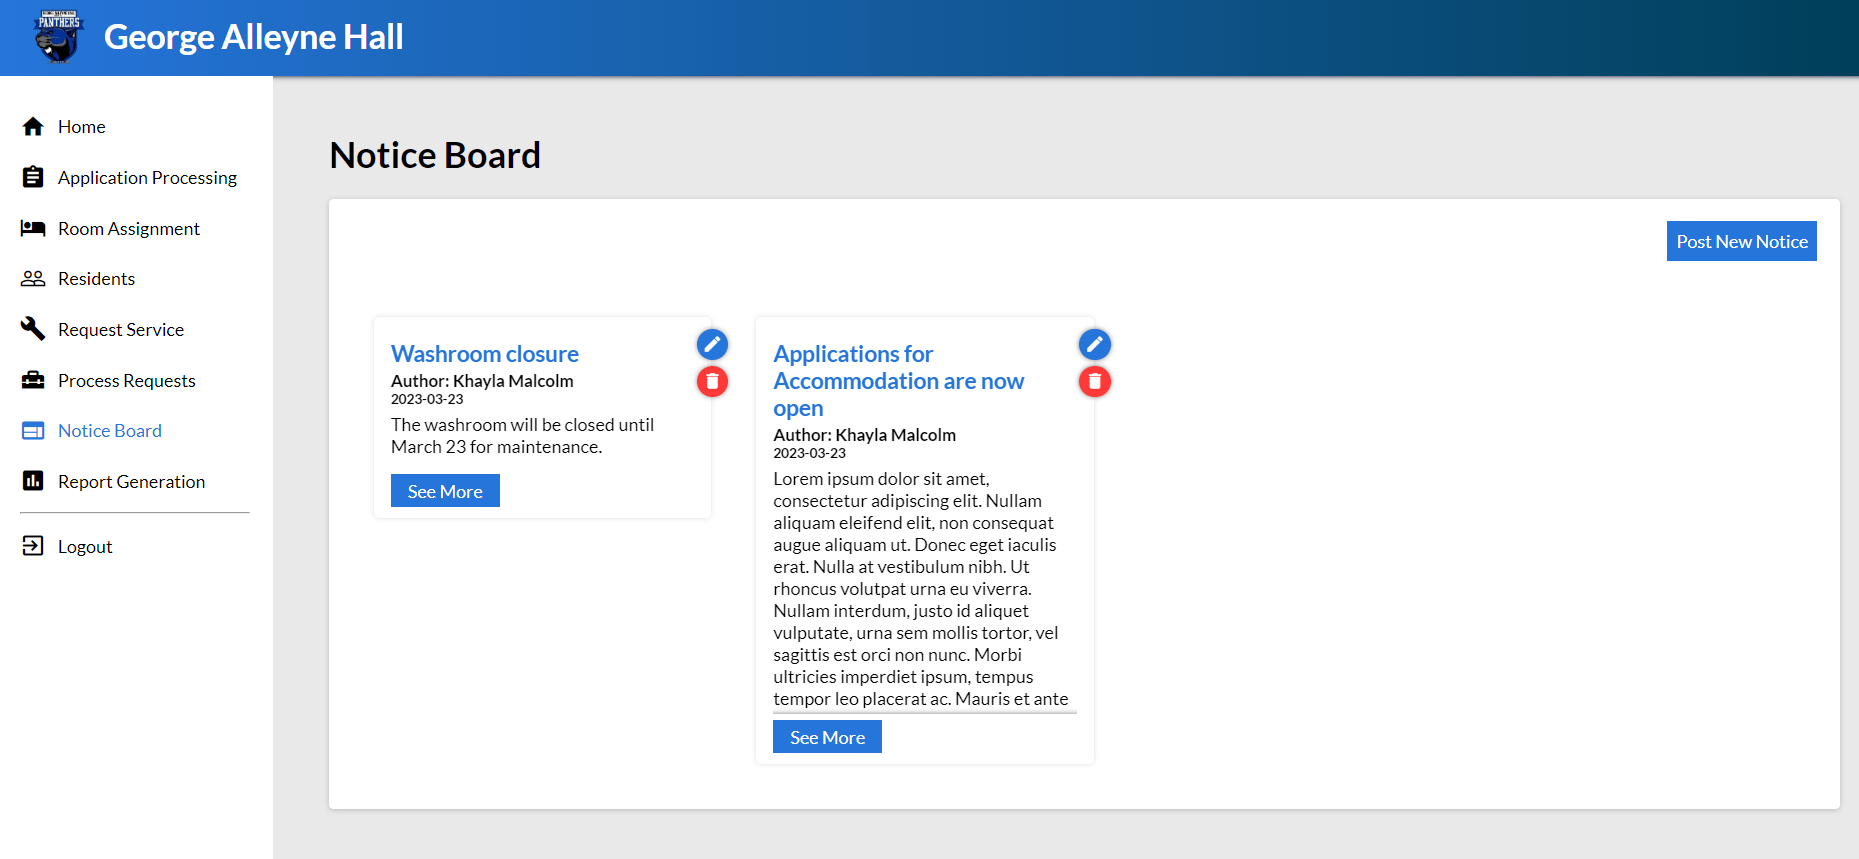 PANTHERS
George Alleyne Hall
Home
Application Processing
Room Assignment
Residents
Request Service
Process Requests
Notice Board
Report Generation
Logout
Notice Board
Post New Notice
Washroom closure
Author: Khayla Malcolm
2023-03-23
The washroom will be closed until
March 23 for maintenance.
See More
Applications for
Accommodation are now
open
Author: Khayla Malcolm
2023-03-23
Lorem ipsum dolor sit amet,
consectetur adipiscing elit. Nullam
aliquam eleifend elit, non consequat
augue aliquam ut. Donec eget iaculis
erat. Nulla at vestibulum nibh. Ut
rhoncus volutpat urna eu viverra.
Nullam interdum, justo id aliquet
vulputate, urna sem mollis tortor, vel
sagittis est orci non nunc. Morbi
ultricies imperdiet ipsum, tempus
tempor leo placerat ac. Mauris et ante
See More